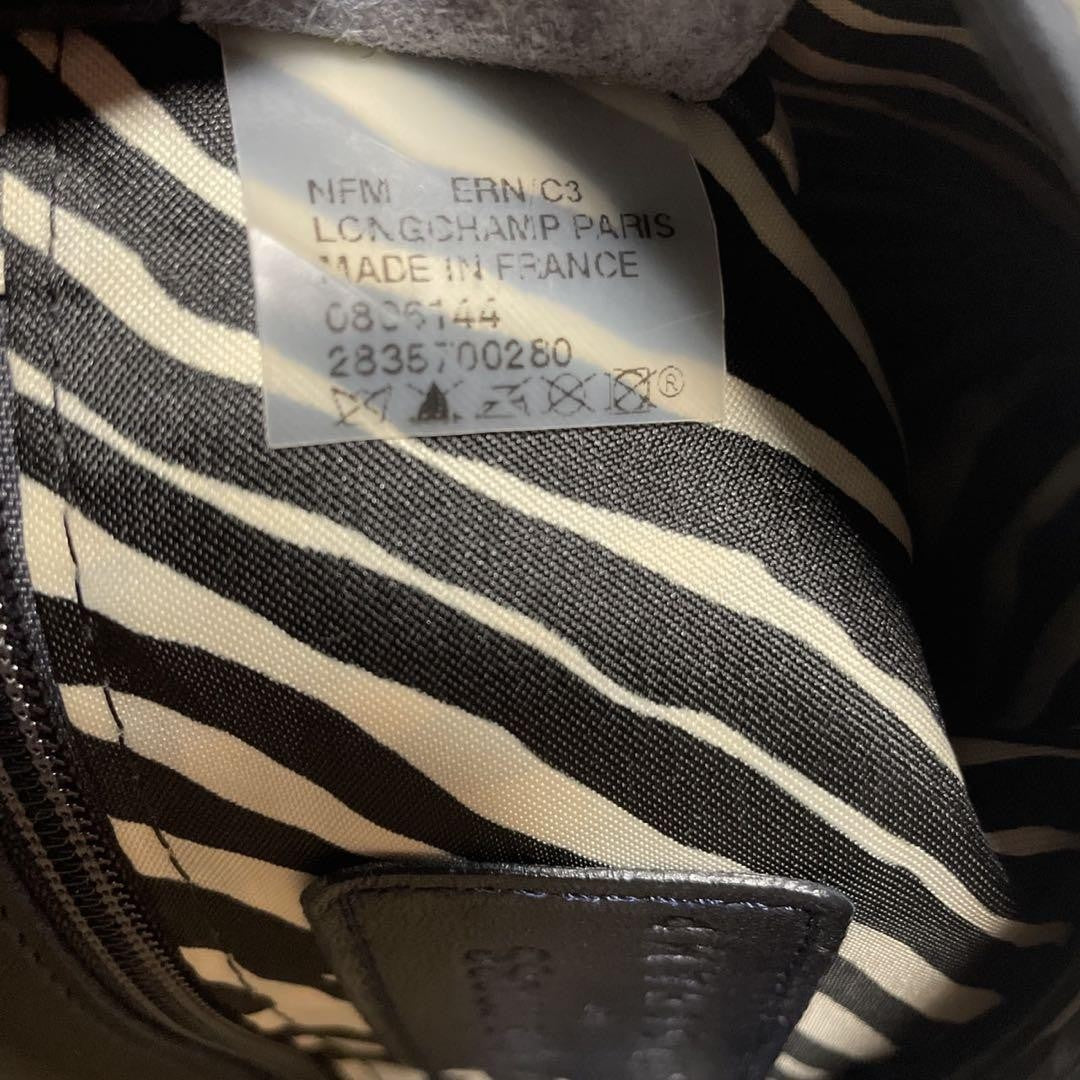 NFM ERN/C3
LONGCHAMP PARIS
MADE IN FRANCE
0806144
2835700280
®